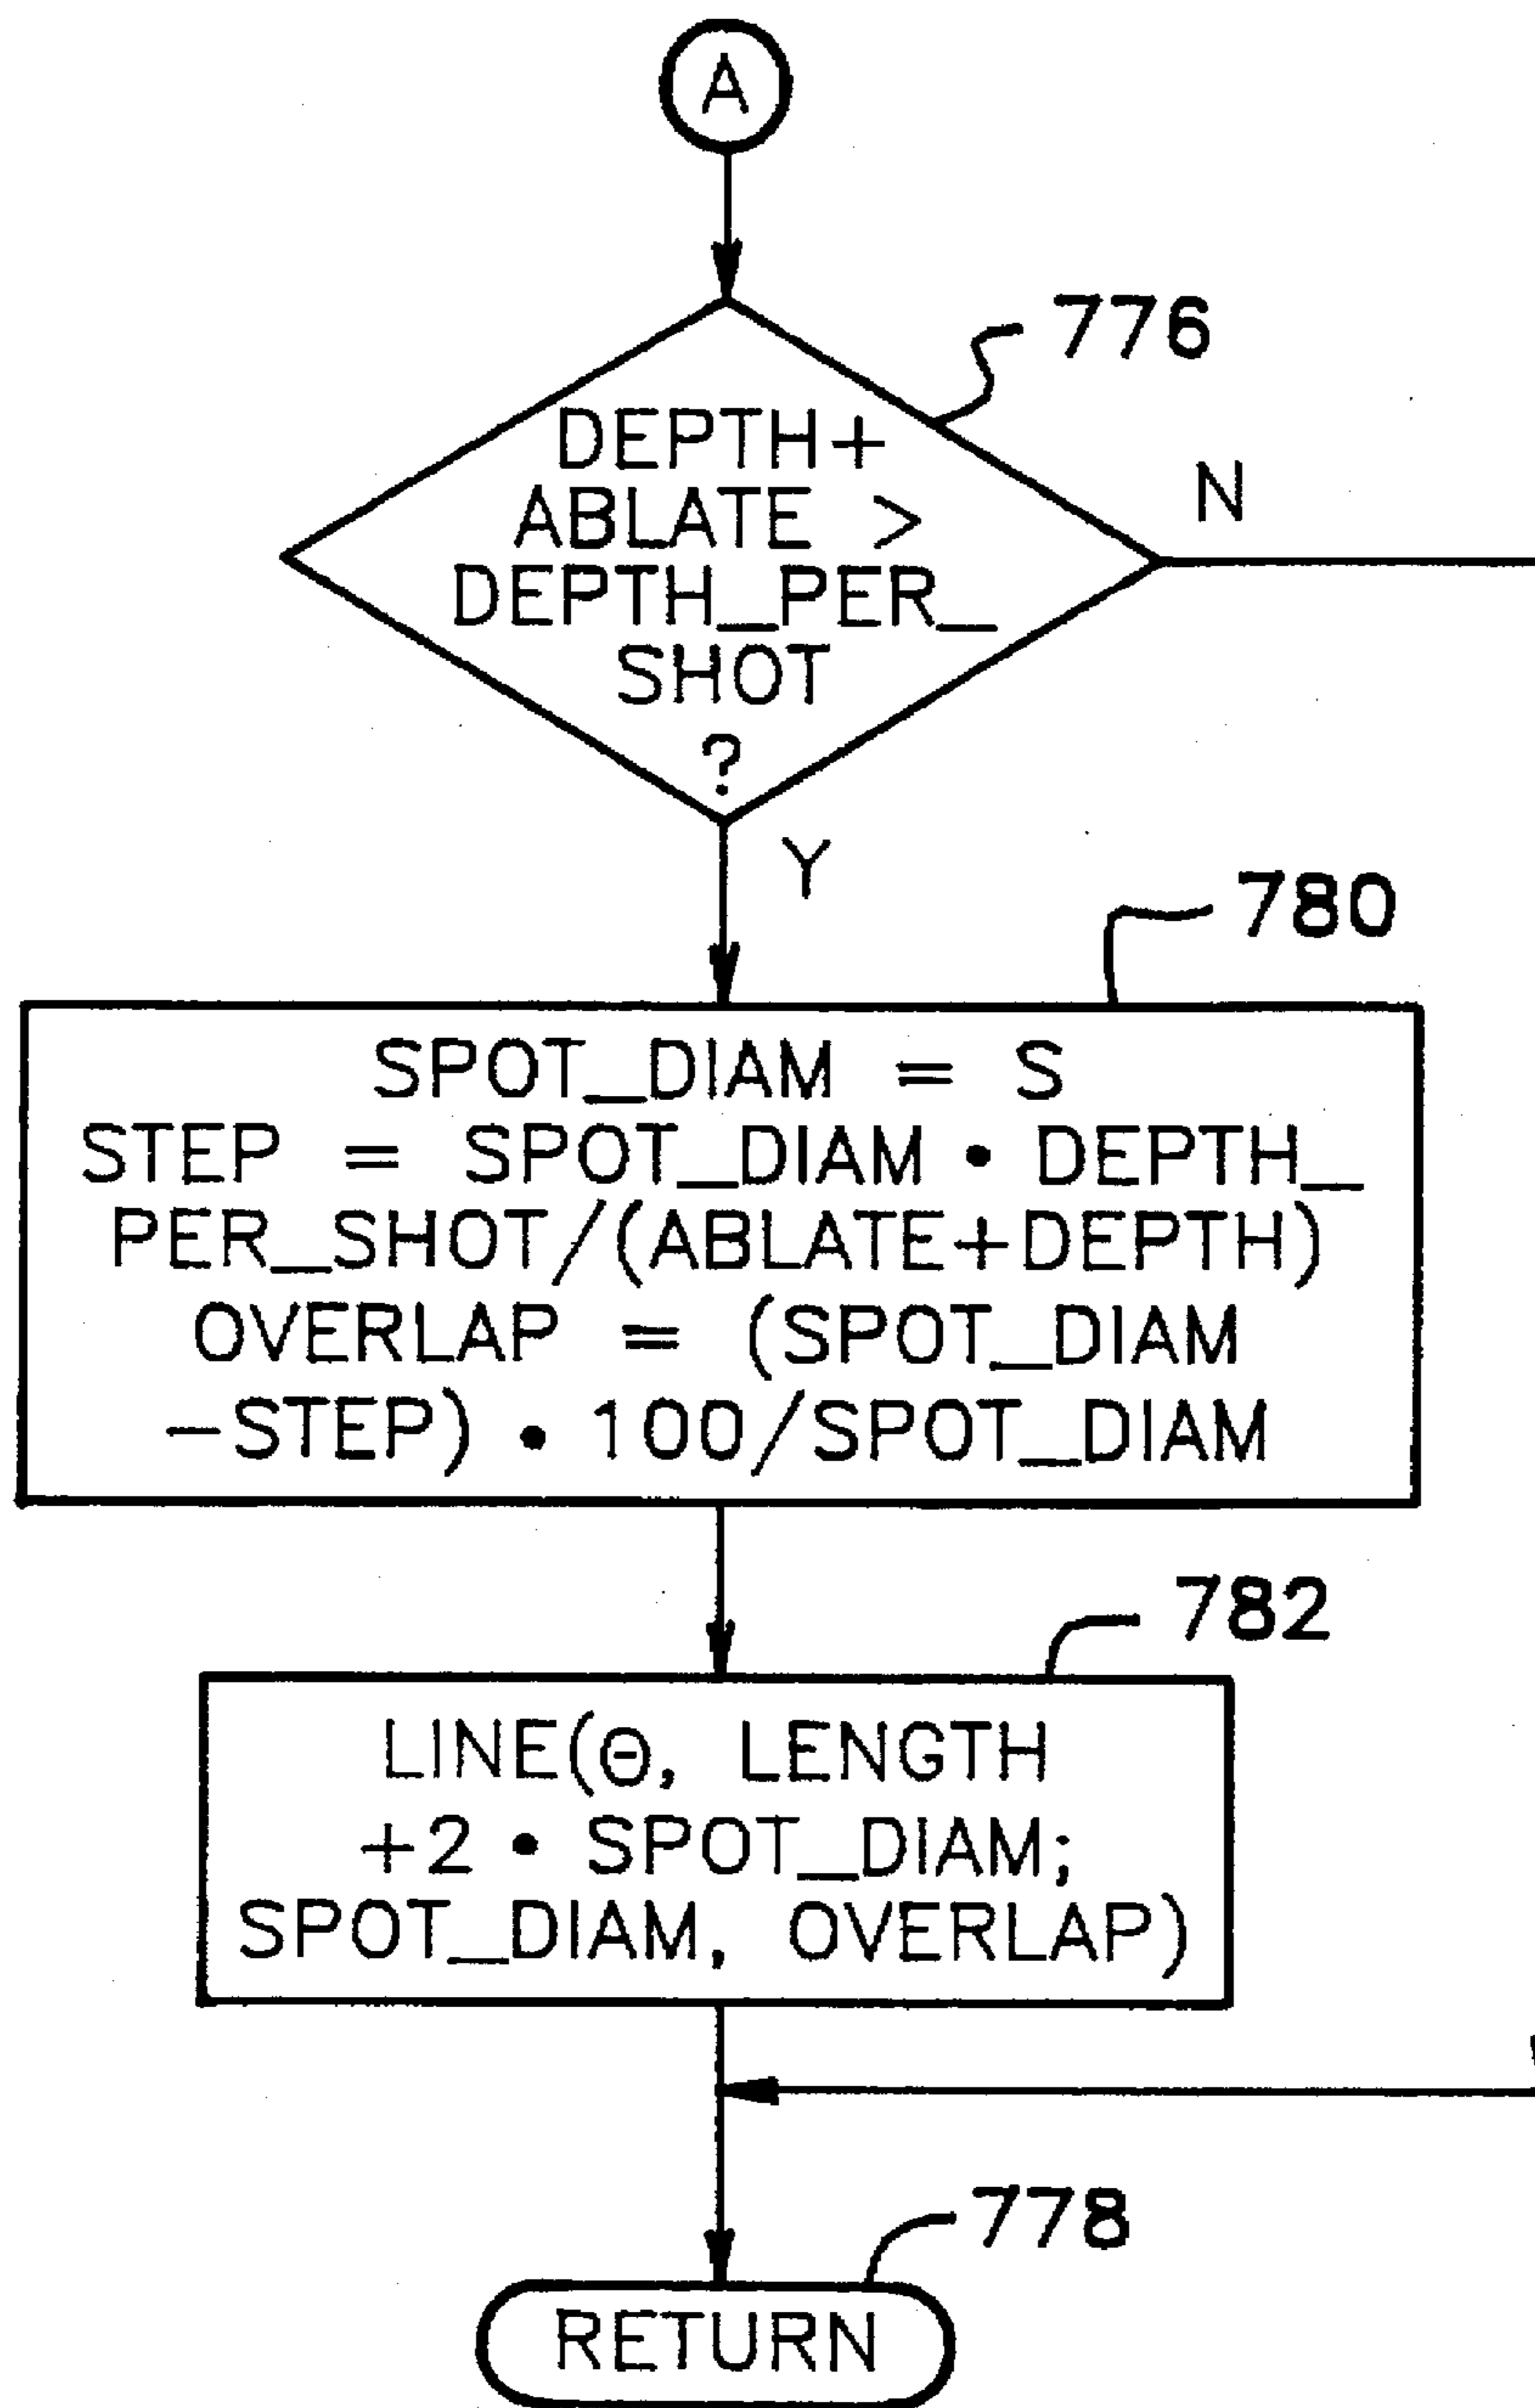 A
776
DEPTH+
ABLATE >
DEPTH_PER_
SHOT
?
N
Y
780
SPOT_DIAM = S
STEP = SPOT_DIAM • DEPTH_
PER_SHOT/(ABLATE+DEPTH)
OVERLAP = (SPOT_DIAM
-STEP) • 100/SPOT_DIAM
782
LINE(Θ, LENGTH
+2 • SPOT_DIAM;
SPOT_DIAM, OVERLAP)
778
RETURN